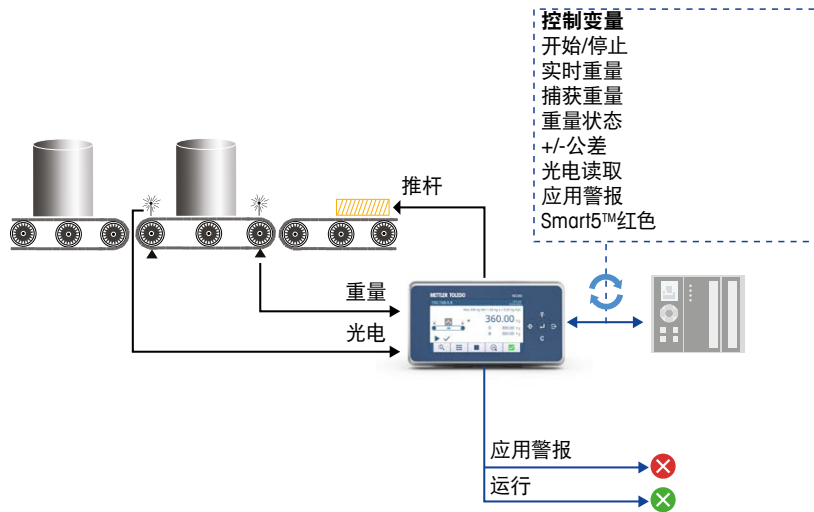 控制变量
开始/停止
实时重量
捕获重量
重量状态
+/-公差
光电读取
应用警报
Smart5™红色
推杆
重量
光电
METTLER TOLEDO
360.00
应用警报
运行